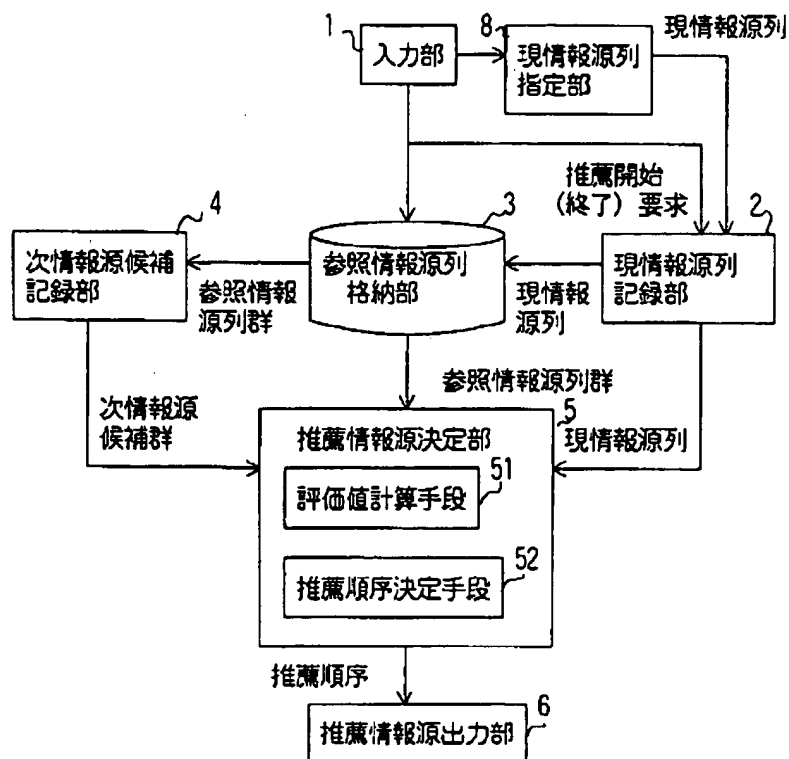 1
入力部
8
現情報源列
指定部
現情報源列
推薦開始
(終了)要求
4
次情報源候補
記録部
参照情報
源列群
3
参照情報源列
格納部
現情報
源列
2
現情報源列
記録部
次情報源
候補群
参照情報源列群
現情報源列
5
推薦情報源決定部
51
評価値計算手段
52
推薦順序決定手段
推薦順序
6
推薦情報源出力部